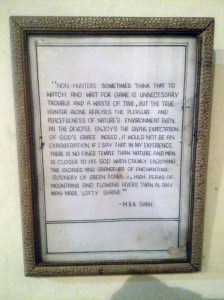 "NON-HUNTERS SOMETIMES THINK THAT TO
WATCH AND WAIT FOR GAME IS UNNECESSARY
TROUBLE AND A WASTE OF TIME, BUT THE TRUE
HUNTER ALONE REALISES THE PLEASURE AND
PEACEFULNESS OF NATURE'S ENVIRONMENT EVEN
AS THE DEVOTEE ENJOYS THE DIVINE EXPECTATION
OF GOD'S GRACE. INDEED, IT WOULD NOT BE AN
EXAGGERATION IF I SAY THAT IN MY EXPERIENCE
THERE IS NO FINER TEMPLE THAN NATURE AND MAN
IS CLOSER TO HIS GOD WHEN CALMLY ENJOYING
THE GLORIES AND GRANDEURS OF ENCHANTING
SCENERY OF GREEN FORESTS, HIGH PEAKS OF
MOUNTAINS AND FLOWING RIVERS THAN IN ANY
MAN-MADE LOFTY SHRINE."